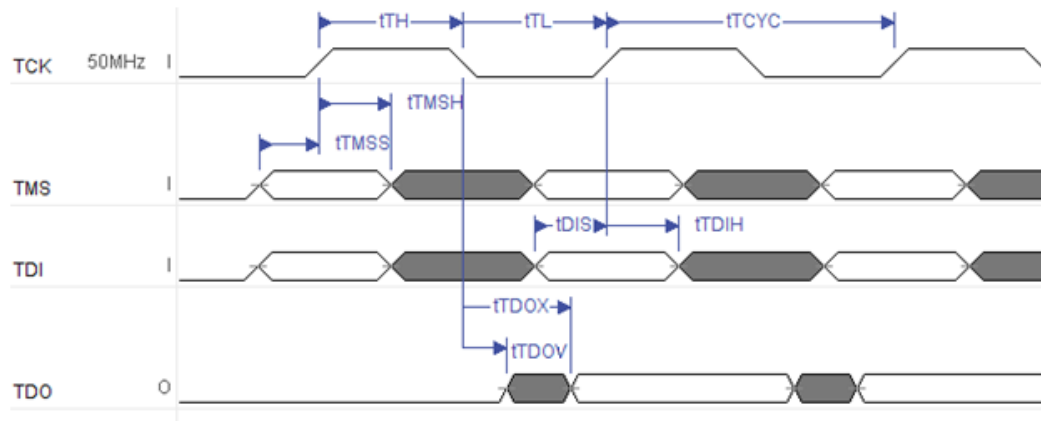 tTH tTL tTCYC
TCK 50MHz I
tTMSH
tTMSS
TMS I
tDIS tTDIH
TDI I
tTDOX
tTDOV
TDO O